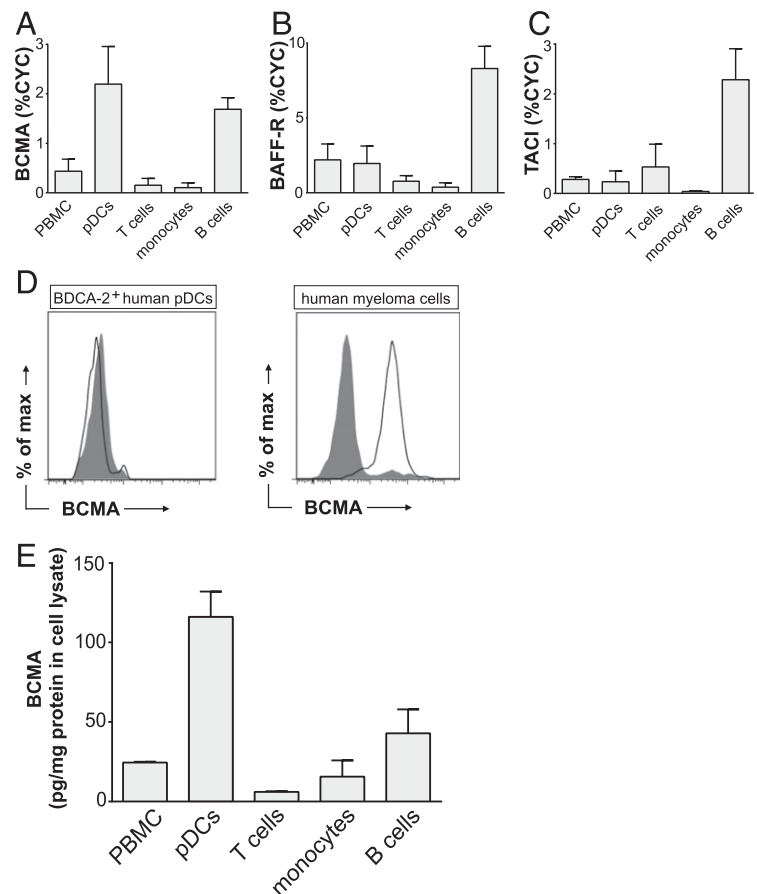 A
BCMA (%CYC)
3
2
1
0
PBMC
pDCs
T cells
monocytes
B cells
B
BAFF-R (%CYC)
10
5
0
PBMC
pDCs
T cells
monocytes
B cells
C
TACI (%CYC)
3
2
1
0
PBMC
pDCs
T cells
monocytes
B cells
D
BDCA-2+ human pDCs
% of max
BCMA
human myeloma cells
% of max
BCMA
E
BCMA
(pg/mg protein in cell lysate)
150
100
50
0
PBMC
pDCs
T cells
monocytes
B cells